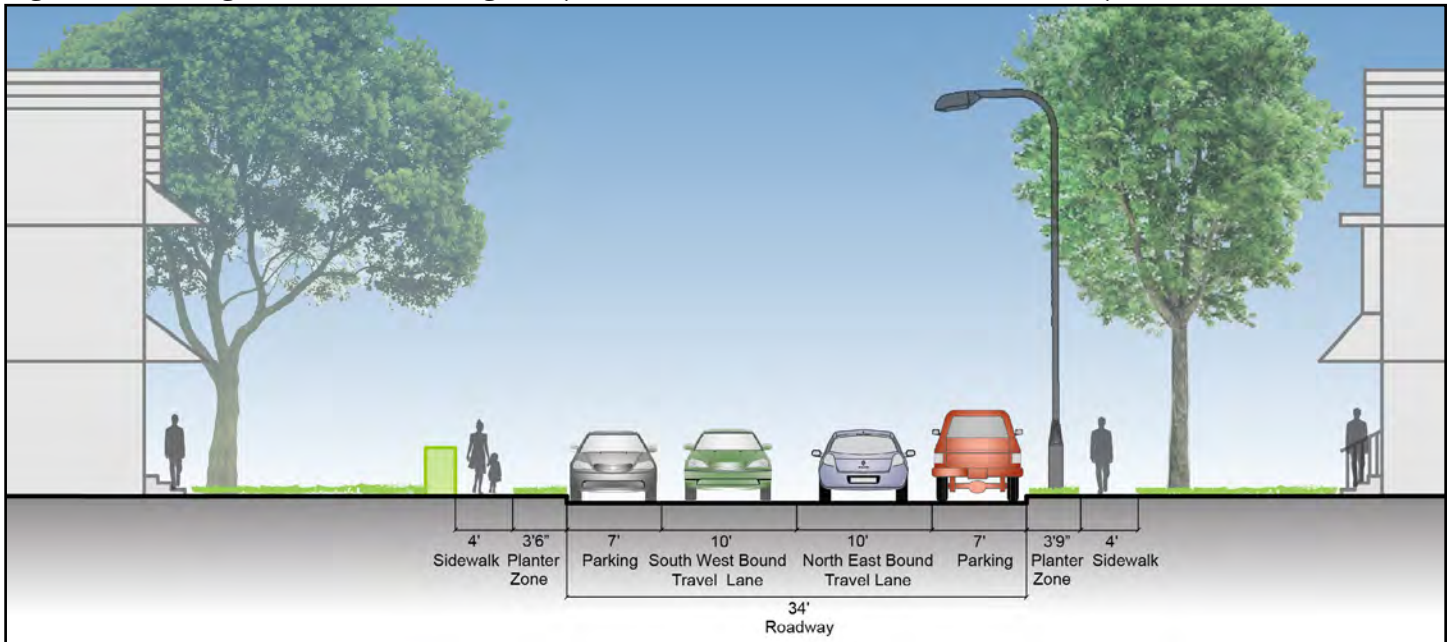 4'
Sidewalk
3'6"
Planter
Zone
7'
Parking
10'
South West Bound
Travel Lane
10'
North East Bound
Travel Lane
7'
Parking
3'9"
Planter
Zone
4'
Sidewalk
34'
Roadway